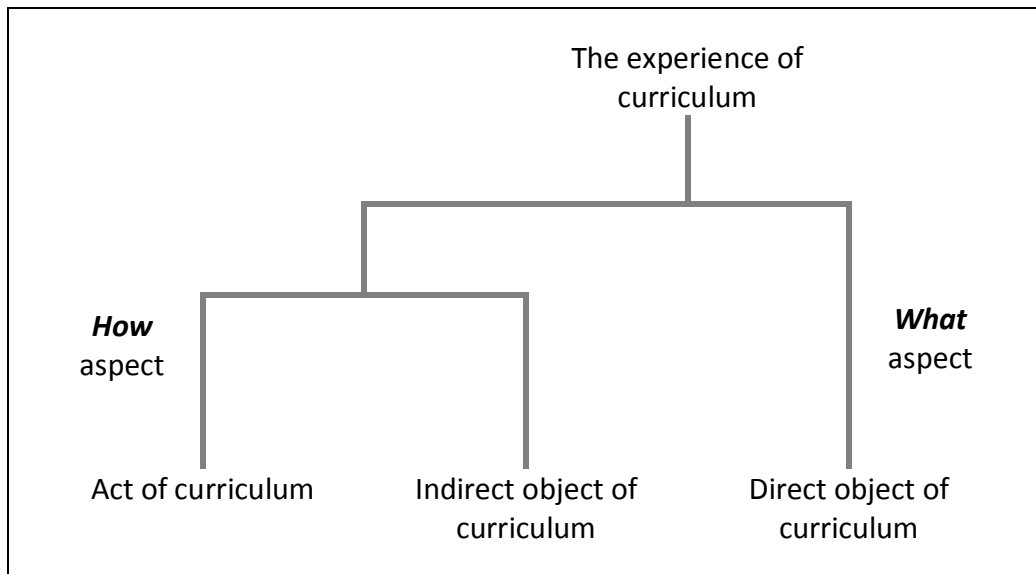 The experience of
curriculum
How
aspect
What
aspect
Act of curriculum
Indirect object of
curriculum
Direct object of
curriculum